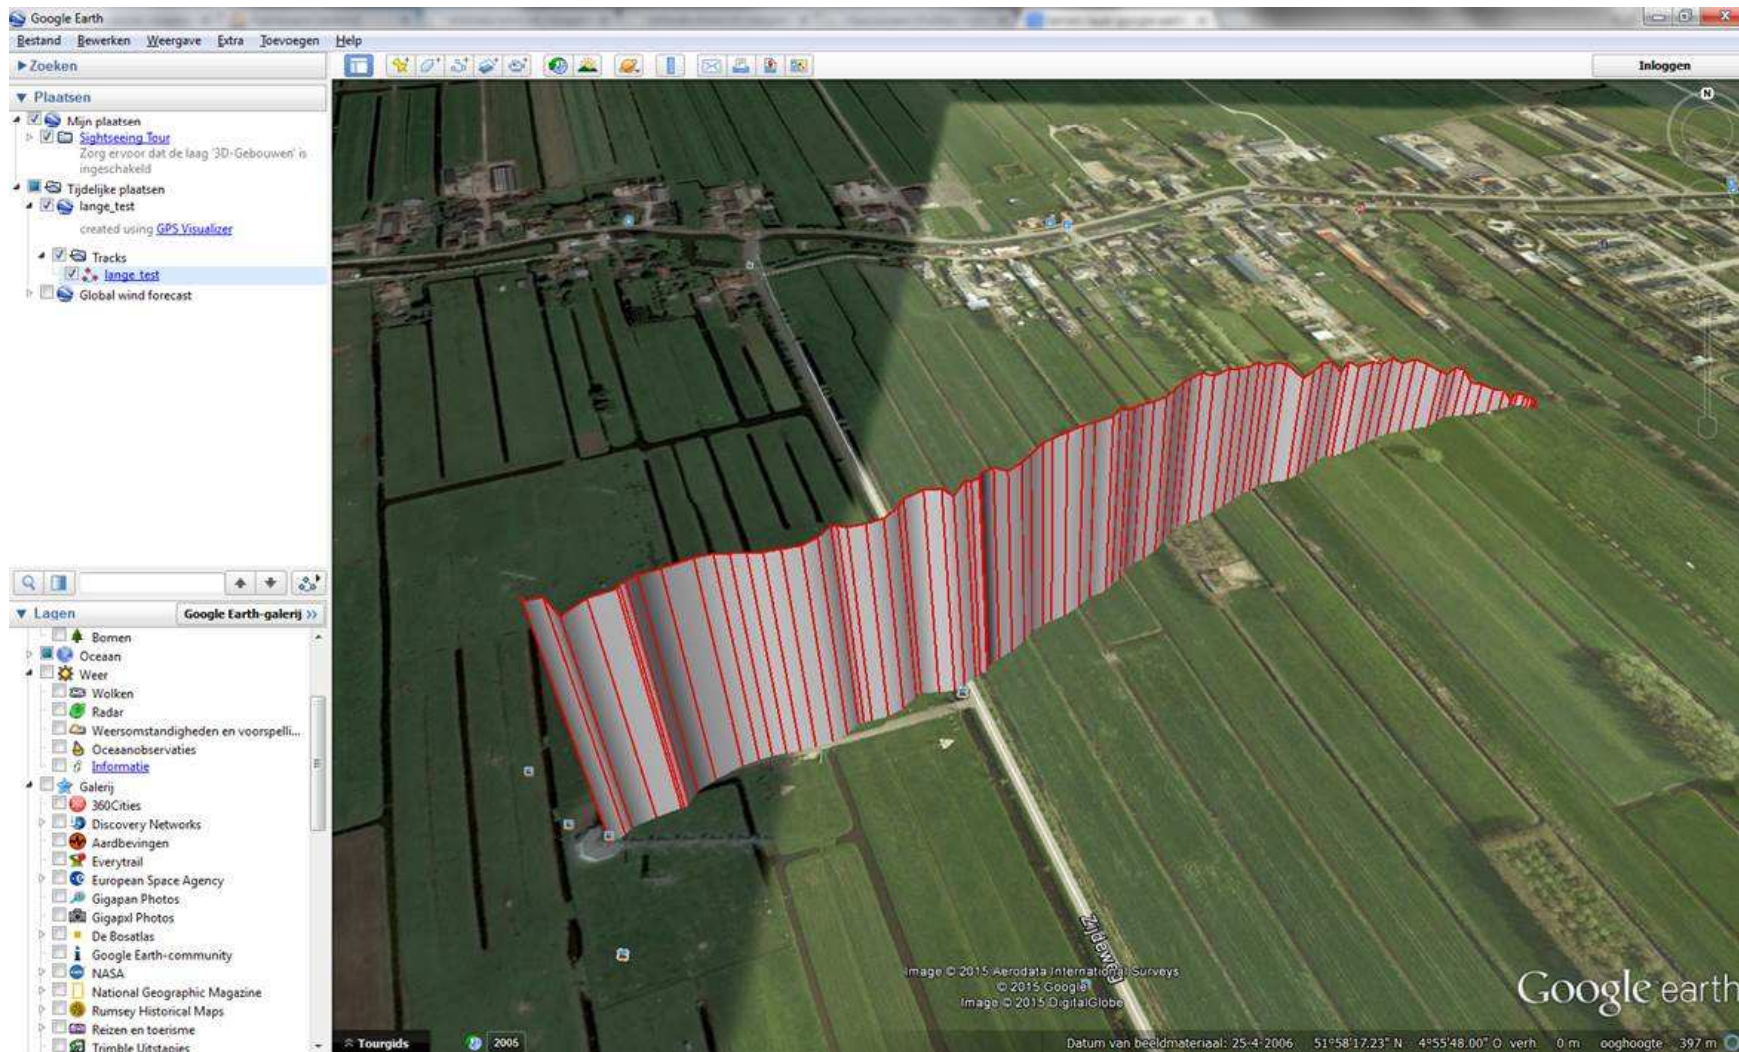 Google Earth
Bestand Bewerken Weergave Extra Toevoegen Help
Zoeken
Inloggen
Plaatsen
N
Mijn plaatsen
Sightseeing Tour
Zorg ervoor dat de laag '3D-Gebouwen' is
ingeschakeld
Tijdelijke plaatsen
lange_test
created using GPS Visualizer
Tracks
lange_test
Global wind forecast
Lagen
Google Earth-galerij >>
Bomen
Oceaan
Weer
Wolken
Radar
Weersomstandigheden en voorspelli...
Oceaanobservaties
Informatie
Galerij
360Cities
Discovery Networks
Aardbevingen
Everytrail
European Space Agency
Gigapan Photos
Gigapxl Photos
De Bosatlas
Google Earth-community
NASA
National Geographic Magazine
Rumsey Historical Maps
Reizen en toerisme
Trimble Uitstapjes
Zijdeweg
Image © 2015 Aerodata International Surveys
© 2015 Google
Image © 2015 DigitalGlobe
Google earth
Tourgids
2005
Datum van beeldmateriaal: 25-4-2006 51°58'17.23" N 4°55'48.00" O verh 0 m ooghoogte 397 m